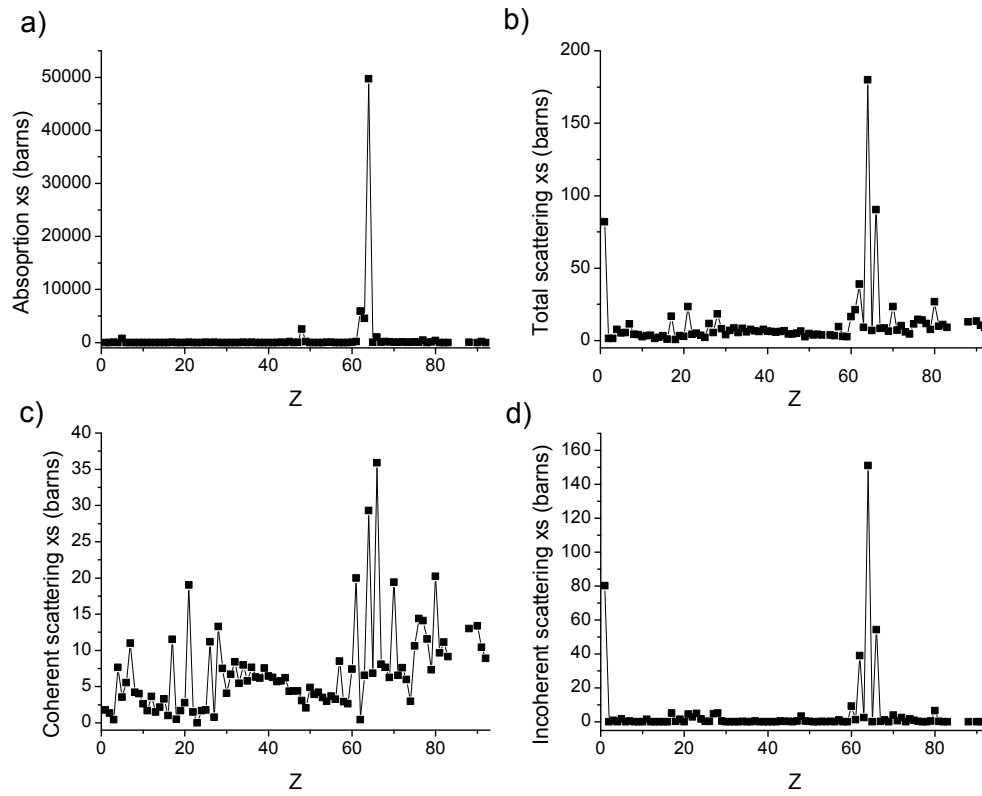 a)
50000
40000
30000
20000
10000
0
0 20 40 60 80
Absoprtion xs (barns)
Z
b)
200
150
100
50
0
0 20 40 60 80
Total scattering xs (barns)
Z
c)
40
35
30
25
20
15
10
5
0
0 20 40 60 80
Coherent scattering xs (barns)
Z
d)
160
140
120
100
80
60
40
20
0
0 20 40 60 80
Incoherent scattering xs (barns)
Z